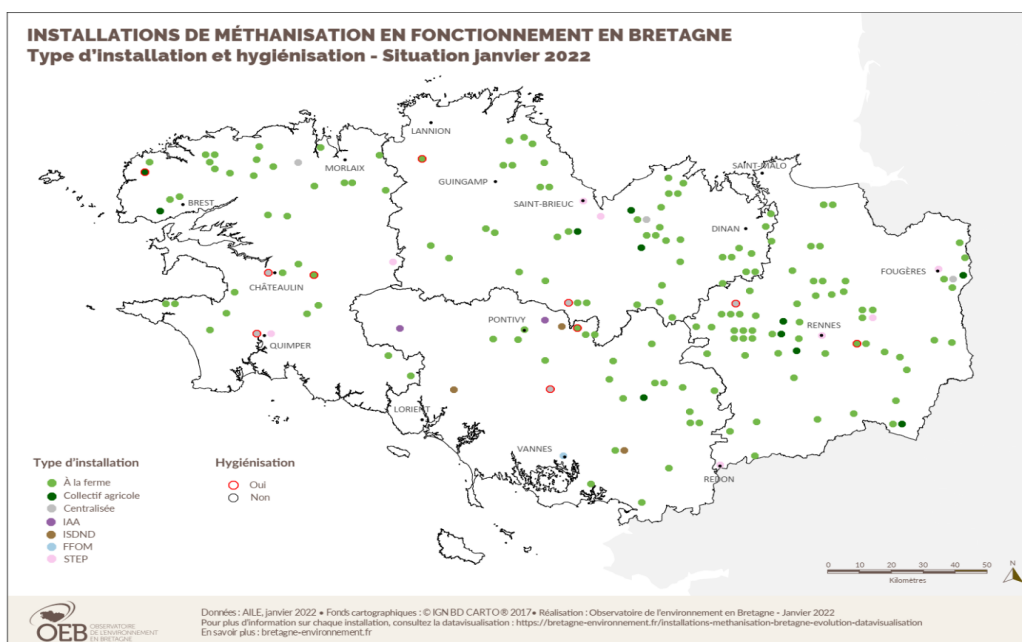 INSTALLATIONS DE MÉTHANISATION EN FONCTIONNEMENT EN BRETAGNE
Type d'installation et hygiénisation - Situation janvier 2022
LANNION
MORLAIX
GUINGAMP
SAINT-MALO
BREST
SAINT-BRIEUC
DINAN
FOUGÈRES
CHÂTEAULIN
PONTIVY
RENNES
QUIMPER
LORIENT
VANNES
REDON
Type d'installation
À la ferme
Collectif agricole
Centralisée
IAA
ISDND
FFOM
STEP
Hygiénisation
Oui
Non
0 10 20 30 40 50
Kilomètres
N
OEB OBSERVATOIRE
DE L'ENVIRONNEMENT
EN BRETAGNE
Données : AILE, janvier 2022 • Fonds cartographiques : © IGN BD CARTO® 2017• Réalisation : Observatoire de l'environnement en Bretagne - Janvier 2022
Pour plus d'information sur chaque installation, consultez la datavisualisation : https://bretagne-environnement.fr/installations-methanisation-bretagne-evolution-datavisualisation
En savoir plus : bretagne-environnement.fr